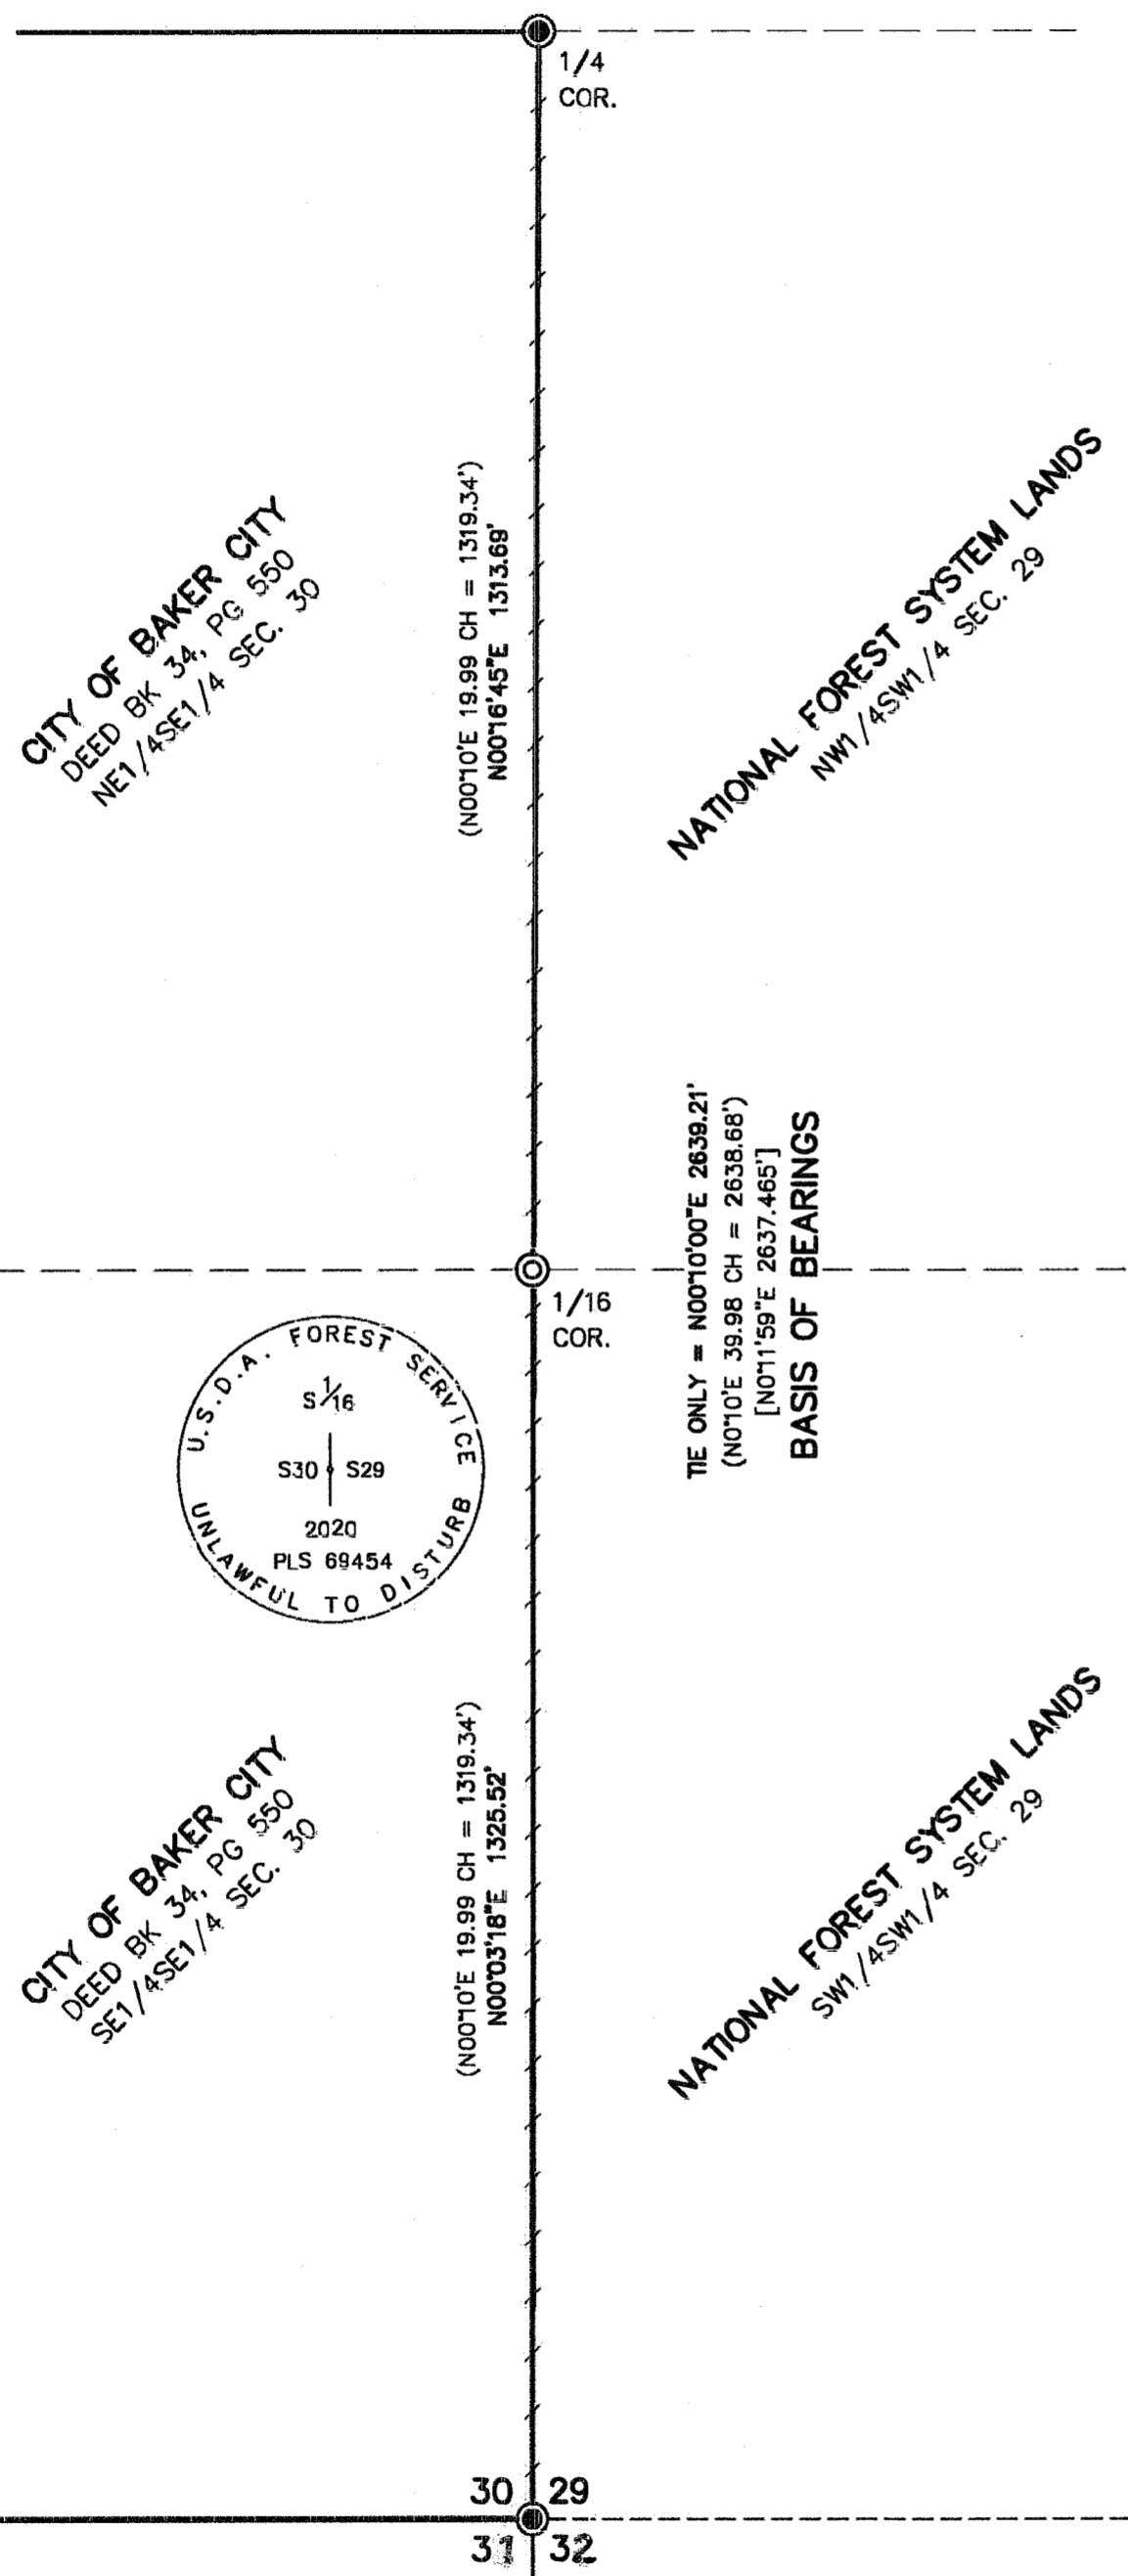 1/4
COR.
CITY OF BAKER CITY
DEED BK 34, PG 550
NE1/4SE1/4 SEC. 30
(N00°10'E 19.99 CH = 1319.34')
N00°16'45"E 1313.69'
NATIONAL FOREST SYSTEM LANDS
NW1/4SW1/4 SEC. 29
TIE ONLY = N00°10'00"E 2639.21'
(N0°10'E 39.98 CH = 2638.68')
[N0°11'59"E 2637.465']
BASIS OF BEARINGS
1/16
COR.
U.S.D.A. FOREST SERVICE
S 1/16
S30 S29
2020
PLS 69454
UNLAWFUL TO DISTURB
CITY OF BAKER CITY
DEED BK 34, PG 550
SE1/4SE1/4 SEC. 30
(N00°10'E 19.99 CH = 1319.34')
N00°03'18"E 1325.52'
NATIONAL FOREST SYSTEM LANDS
SW1/4SW1/4 SEC. 29
30 29
31 32